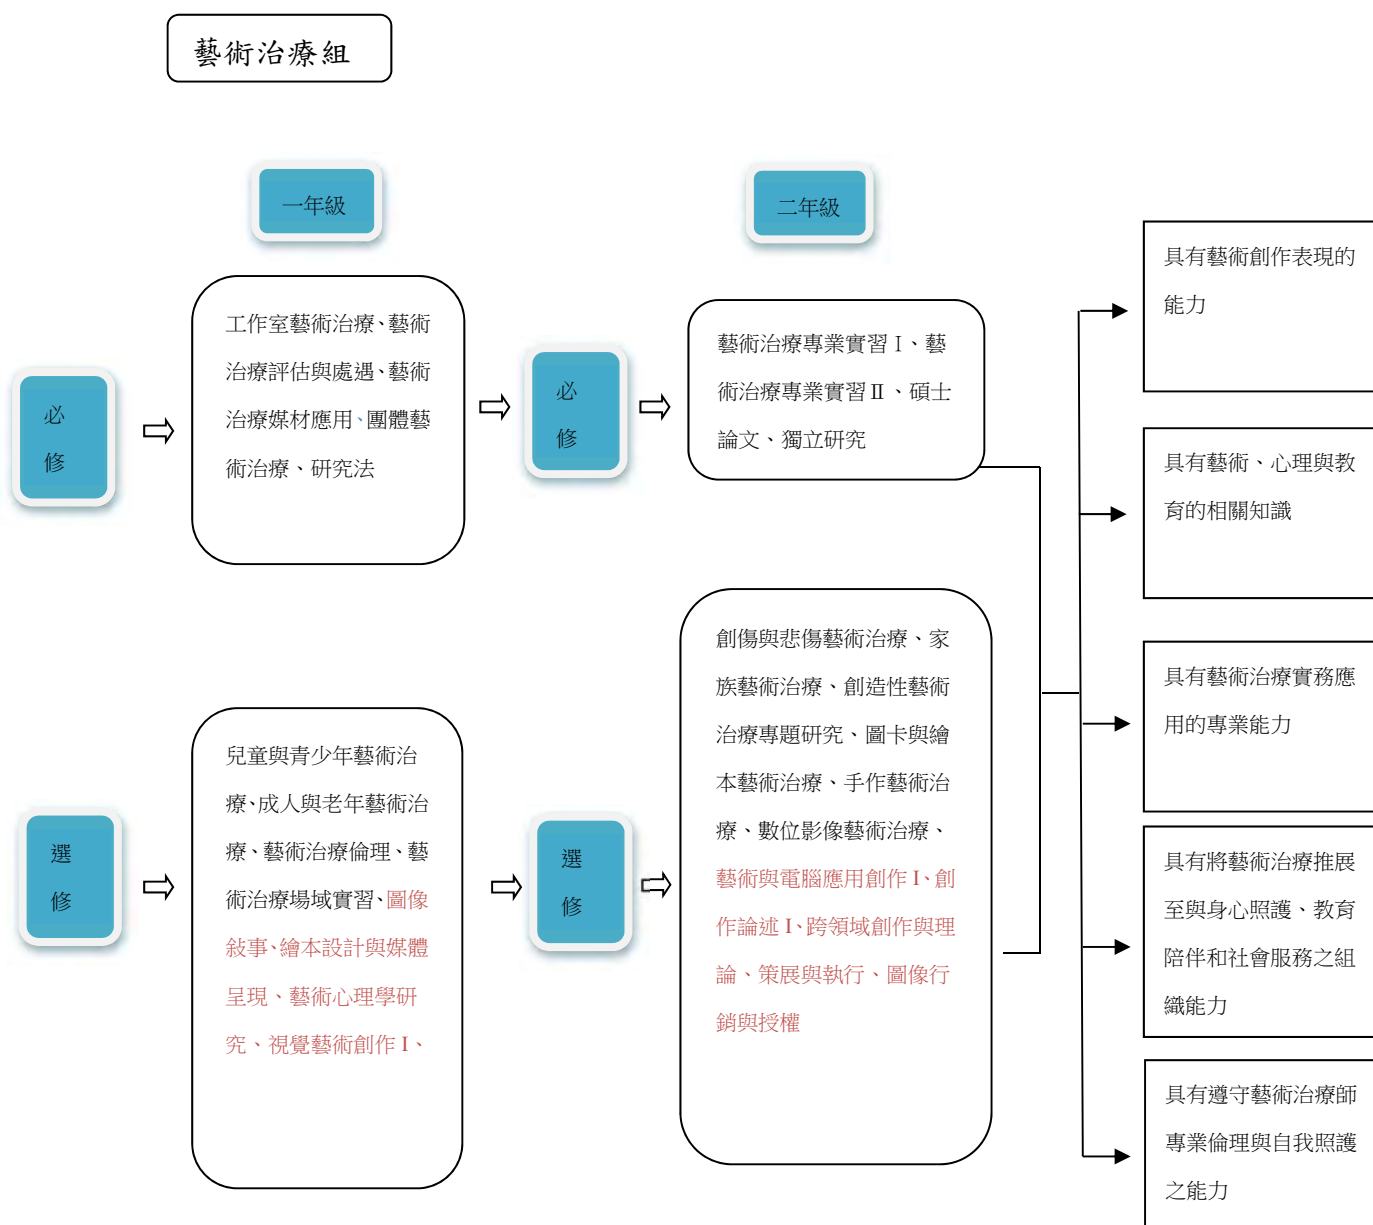 藝術治療組
一年級
二年級
必
修
工作室藝術治療、藝術
治療評估與處遇、藝術
治療媒材應用、團體藝
術治療、研究法
必
修
藝術治療專業實習 I、藝
術治療專業實習 II、碩士
論文、獨立研究
選
修
兒童與青少年藝術治
療、成人與老年藝術治
療、藝術治療倫理、藝
術治療場域實習、圖像
敍事、繪本設計與媒體
呈現、藝術心理學研
究、視覺藝術創作 I、
選
修
創傷與悲傷藝術治療、家
族藝術治療、創造性藝術
治療專題研究、圖卡與繪
本藝術治療、手作藝術治
療、數位影像藝術治療、
藝術與電腦應用創作 I、創
作論述 I、跨領域創作與理
論、策展與執行、圖像行
銷與授權
具有藝術創作表現的
能力
具有藝術、心理與教
育的相關知識
具有藝術治療實務應
用的專業能力
具有將藝術治療推展
至與身心照護、教育
陪伴和社會服務之組
織能力
具有遵守藝術治療師
專業倫理與自我照護
之能力